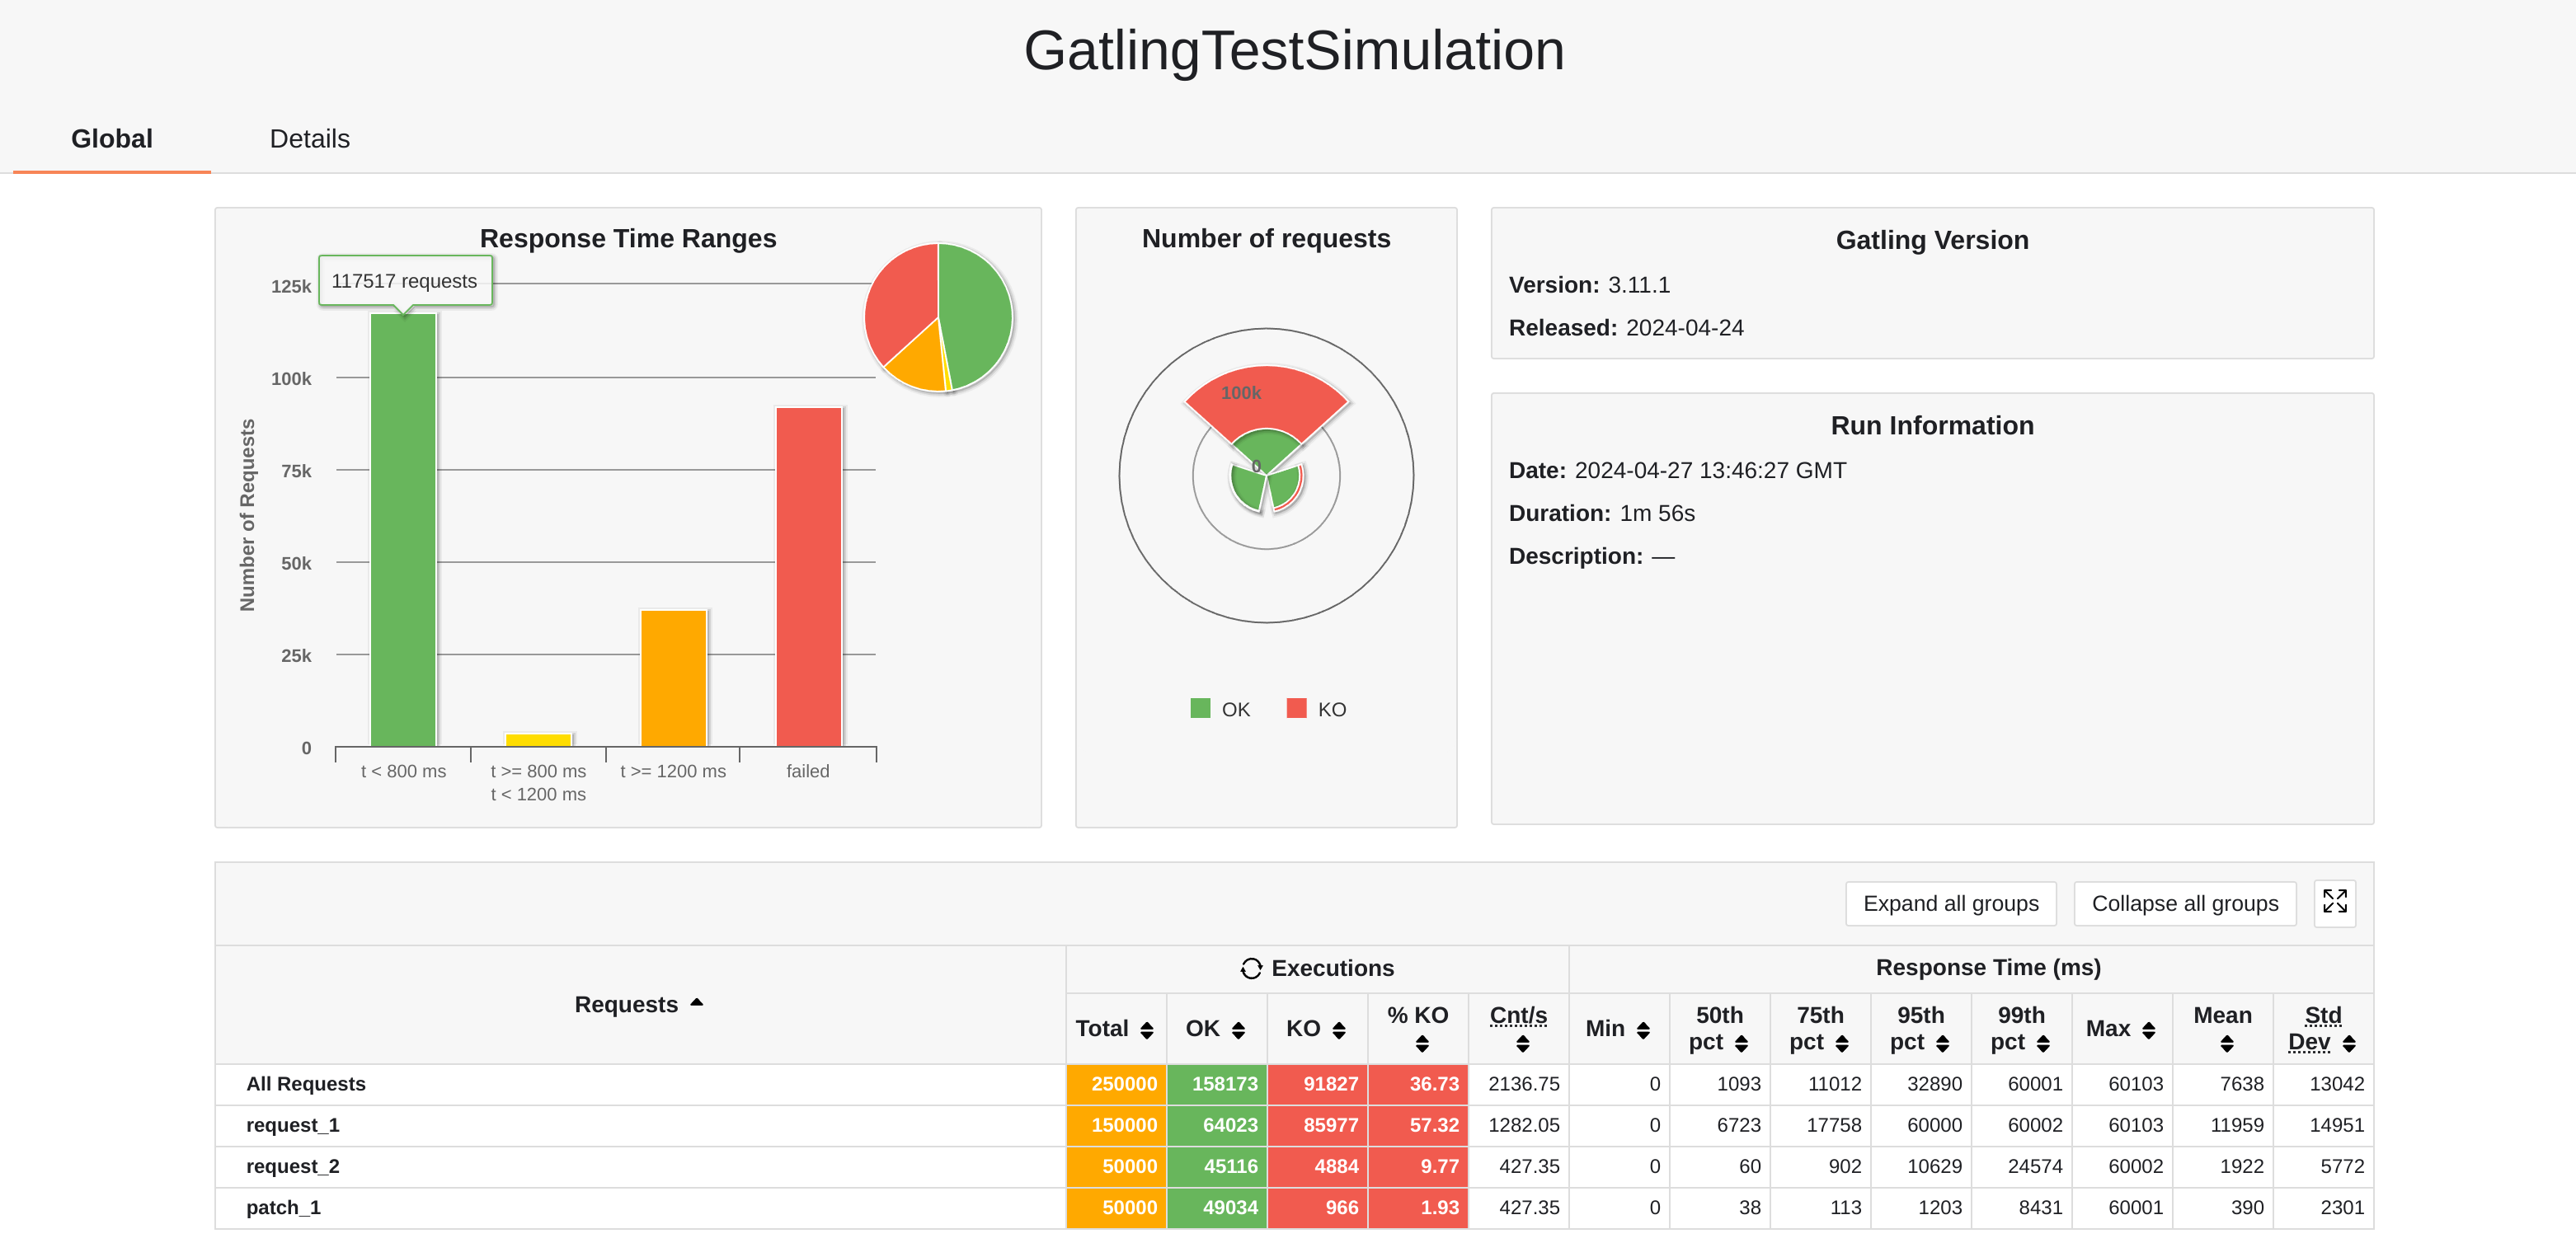 GatlingTestSimulation
Global
Details
Response Time Ranges
117517 requests
125k
100k
75k
50k
25k
0
Number of Requests
t < 800 ms
t >= 800 ms
t < 1200 ms
t >= 1200 ms
failed
Number of requests
100k
0
OK
KO
Gatling Version
Version: 3.11.1
Released: 2024-04-24
Run Information
Date: 2024-04-27 13:46:27 GMT
Duration: 1m 56s
Description: —
Expand all groups
Collapse all groups
Requests
Executions
Response Time (ms)
Total
OK
KO
% KO
Cnt/s
Min
50th
pct
75th
pct
95th
pct
99th
pct
Max
Mean
Std
Dev
All Requests 250000 158173 91827 36.73 2136.75 0 1093 11012 32890 60001 60103 7638 13042
request_1 150000 64023 85977 57.32 1282.05 0 6723 17758 60000 60002 60103 11959 14951
request_2 50000 45116 4884 9.77 427.35 0 60 902 10629 24574 60002 1922 5772
patch_1 50000 49034 966 1.93 427.35 0 38 113 1203 8431 60001 390 2301